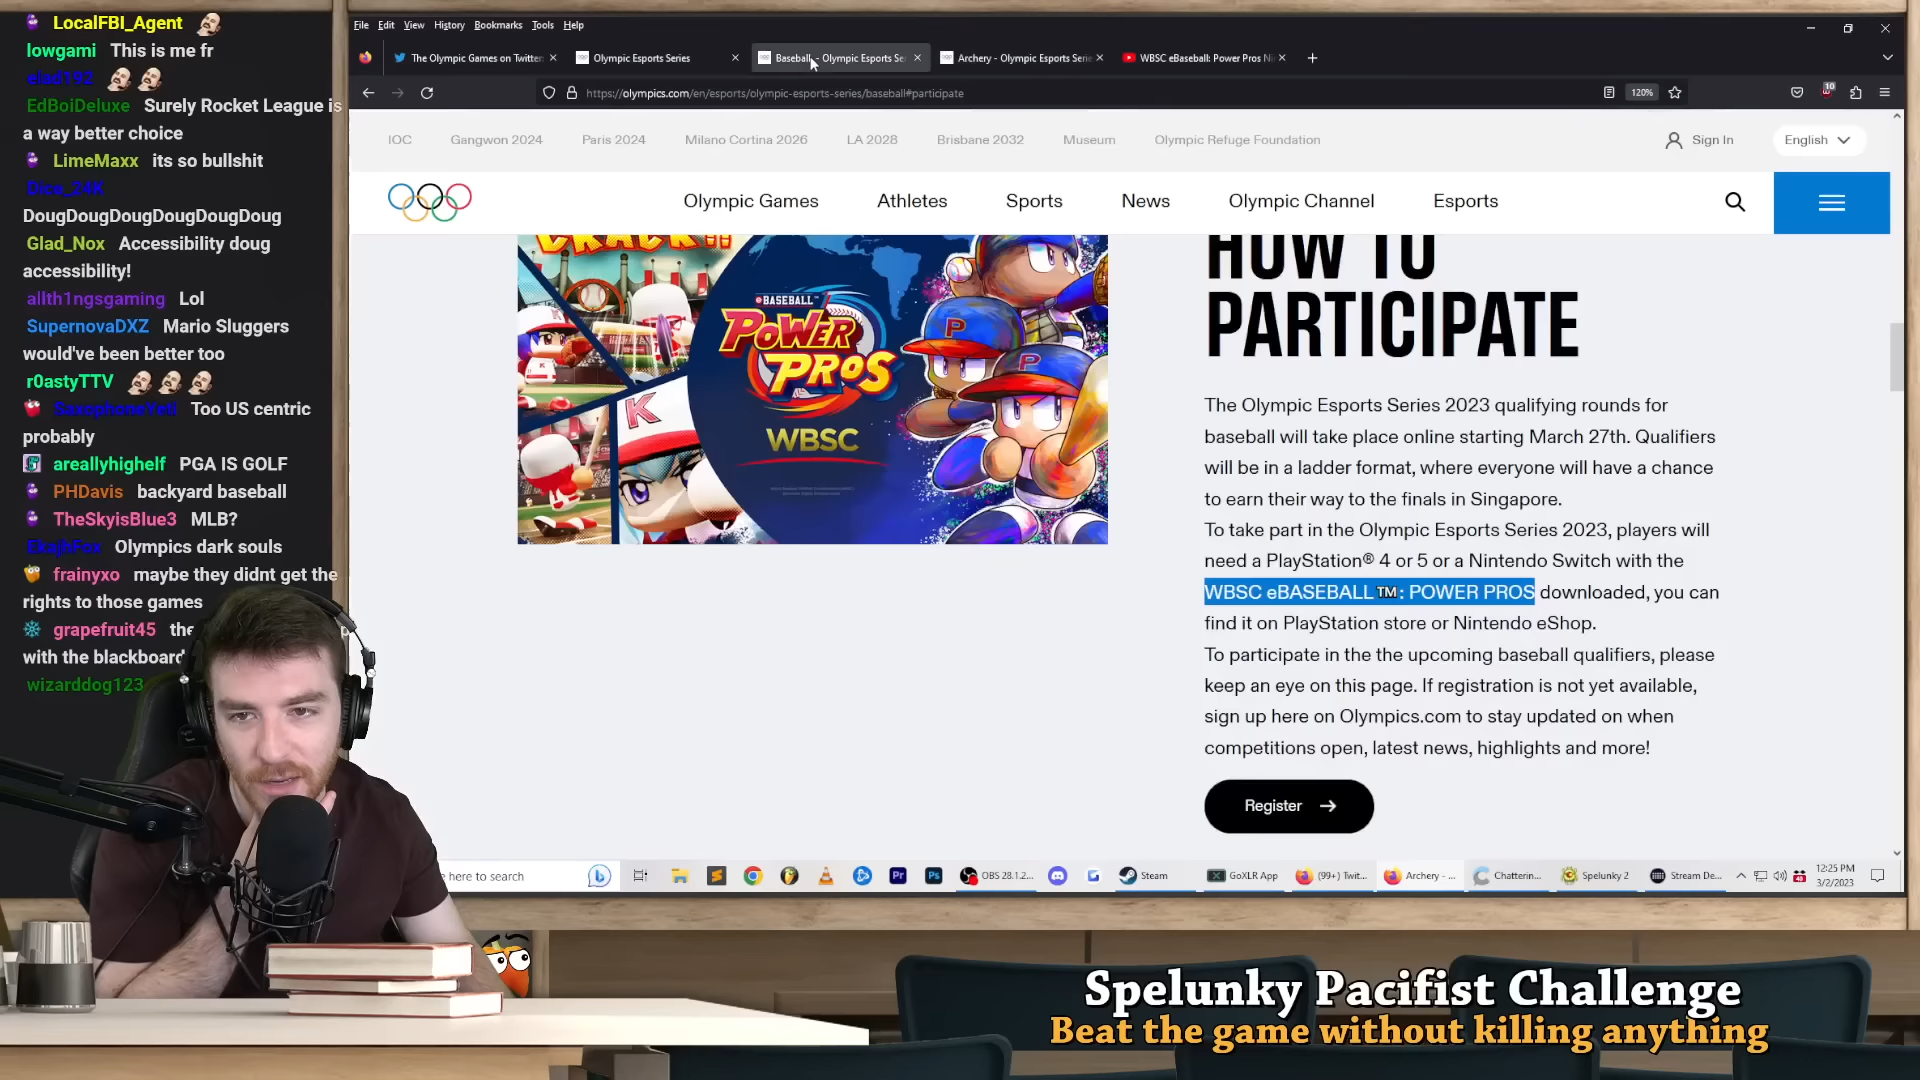 LocalFBI_Agent
lowgami This is me fr
elad192
EdBoiDeluxe Surely Rocket League is
a way better choice
LimeMaxx its so bullshit
Dice_24K
DougDougDougDougDougDoug
Glad_Nox Accessibility doug
accessibility!
allth1ngsgaming Lol
SupernovaDXZ Mario Sluggers
would've been better too
r0astyTTV
SaxophoneYeti Too US centric
probably
areallyhighelf PGA IS GOLF
PHDavis backyard baseball
TheSkyisBlue3 MLB?
EkajhFox Olympics dark souls
frainyxo maybe they didnt get the
rights to those games
grapefruit45 the
with the blackboard
wizarddog123
File Edit View History Bookmarks Tools Help
The Olympic Games on Twitter
Olympic Esports Series
Baseball - Olympic Esports Se
Archery - Olympic Esports Serie
WBSC eBaseball: Power Pros Ni
https://olympics.com/en/esports/olympic-esports-series/baseball#participate
120%
10
IOC Gangwon 2024 Paris 2024 Milano Cortina 2026 LA 2028 Brisbane 2032 Museum Olympic Refuge Foundation
Sign In English
Olympic Games Athletes Sports News Olympic Channel Esports
CRACK!!
eBASEBALL™
POWER
PROS
WBSC
P
P
K
K
HOW TO
PARTICIPATE
The Olympic Esports Series 2023 qualifying rounds for
baseball will take place online starting March 27th. Qualifiers
will be in a ladder format, where everyone will have a chance
to earn their way to the finals in Singapore.
To take part in the Olympic Esports Series 2023, players will
need a PlayStation® 4 or 5 or a Nintendo Switch with the
WBSC eBASEBALL™: POWER PROS downloaded, you can
find it on PlayStation store or Nintendo eShop.
To participate in the the upcoming baseball qualifiers, please
keep an eye on this page. If registration is not yet available,
sign up here on Olympics.com to stay updated on when
competitions open, latest news, highlights and more!
Register →
e here to search
Pr
Ps
OBS 28.1.2...
Steam
GoXLR App
(99+) Twit...
Archery - ...
Chatterin...
Spelunky 2
Stream De...
12:25 PM
3/2/2023
Spelunky Pacifist Challenge
Beat the game without killing anything